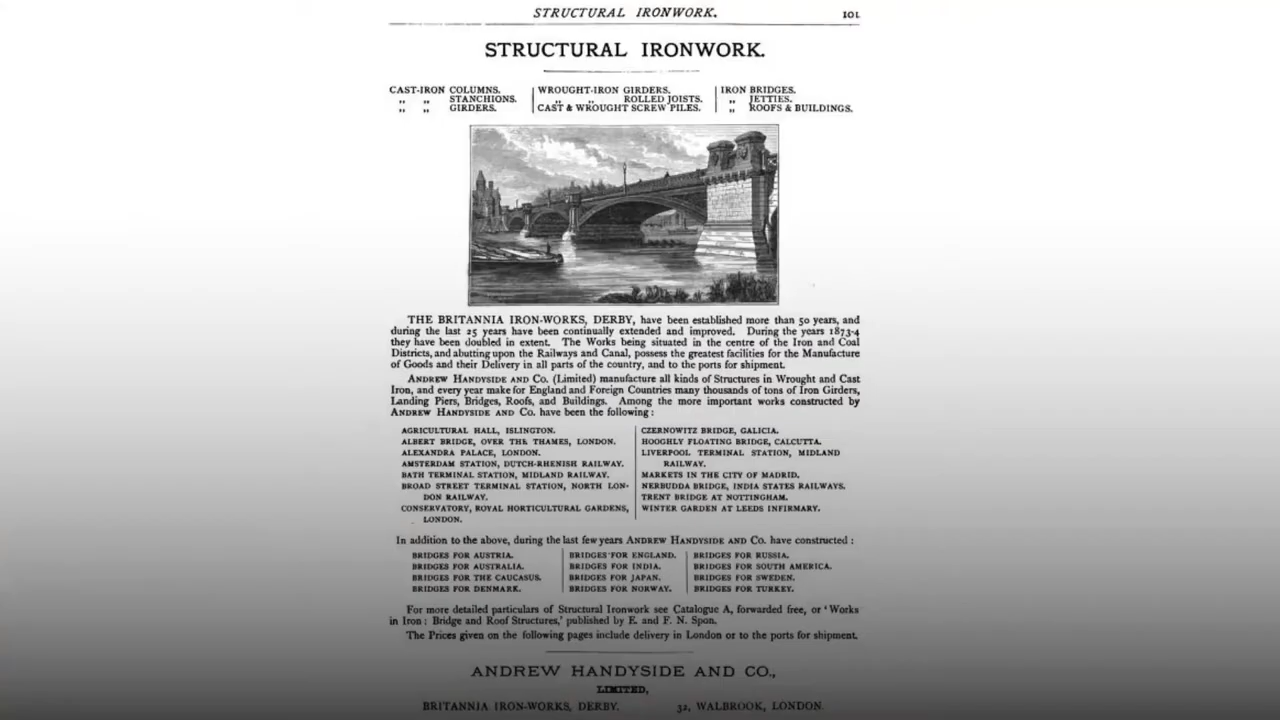 STRUCTURAL IRONWORK. 101
STRUCTURAL IRONWORK.
CAST-IRON COLUMNS.
„ „ STANCHIONS.
„ „ GIRDERS.
WROUGHT-IRON GIRDERS.
„ „ ROLLED JOISTS.
CAST & WROUGHT SCREW PILES.
IRON BRIDGES.
„ JETTIES.
„ ROOFS & BUILDINGS.
THE BRITANNIA IRON-WORKS, DERBY, have been established more than 50 years, and
during the last 25 years have been continually extended and improved. During the years 1873-4
they have been doubled in extent. The Works being situated in the centre of the Iron and Coal
Districts, and abutting upon the Railways and Canal, possess the greatest facilities for the Manufacture
of Goods and their Delivery in all parts of the country, and to the ports for shipment.
ANDREW HANDYSIDE AND CO. (Limited) manufacture all kinds of Structures in Wrought and Cast
Iron, and every year make for England and Foreign Countries many thousands of tons of Iron Girders,
Landing Piers, Bridges, Roofs, and Buildings. Among the more important works constructed by
ANDREW HANDYSIDE AND CO. have been the following :
AGRICULTURAL HALL, ISLINGTON.
ALBERT BRIDGE, OVER THE THAMES, LONDON.
ALEXANDRA PALACE, LONDON.
AMSTERDAM STATION, DUTCH-RHENISH RAILWAY.
BATH TERMINAL STATION, MIDLAND RAILWAY.
BROAD STREET TERMINAL STATION, NORTH LON-
DON RAILWAY.
CONSERVATORY, ROYAL HORTICULTURAL GARDENS,
LONDON.
CZERNOWITZ BRIDGE, GALICIA.
HOOGHLY FLOATING BRIDGE, CALCUTTA.
LIVERPOOL TERMINAL STATION, MIDLAND
RAILWAY.
MARKETS IN THE CITY OF MADRID.
NERBUDDA BRIDGE, INDIA STATES RAILWAYS.
TRENT BRIDGE AT NOTTINGHAM.
WINTER GARDEN AT LEEDS INFIRMARY.
In addition to the above, during the last few years ANDREW HANDYSIDE AND CO. have constructed :
BRIDGES FOR AUSTRIA.
BRIDGES FOR AUSTRALIA.
BRIDGES FOR THE CAUCASUS.
BRIDGES FOR DENMARK.
BRIDGES FOR ENGLAND.
BRIDGES FOR INDIA.
BRIDGES FOR JAPAN.
BRIDGES FOR NORWAY.
BRIDGES FOR RUSSIA.
BRIDGES FOR SOUTH AMERICA.
BRIDGES FOR SWEDEN.
BRIDGES FOR TURKEY.
For more detailed particulars of Structural Ironwork see Catalogue A, forwarded free, or ‘Works
in Iron : Bridge and Roof Structures,’ published by E. and F. N. Spon.
The Prices given on the following pages include delivery in London or to the ports for shipment.
ANDREW HANDYSIDE AND CO.,
LIMITED,
BRITANNIA IRON-WORKS, DERBY. 32, WALBROOK, LONDON.